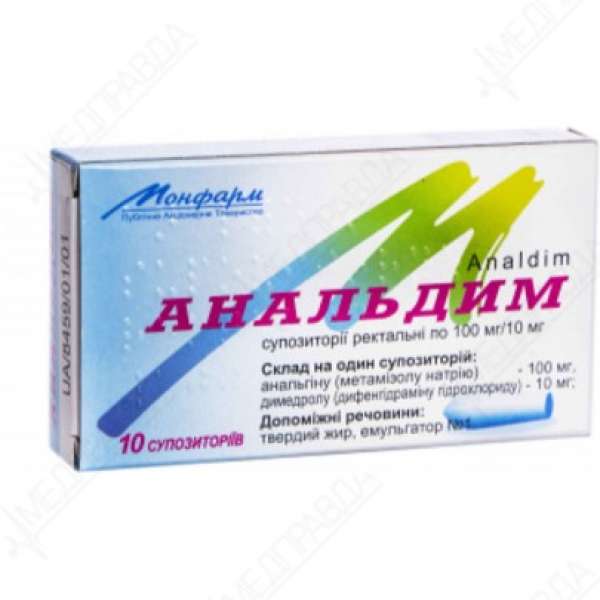 МЕДПРАВДА
Монфарм
Публічне Акціонерне Товариство
Analdim
АНАЛЬДИМ
супозиторії ректальні по 100 мг/10 мг
Склад на один супозиторій:
анальгіну (метамізолу натрію) - 100 мг,
димедролу (дифенгідраміну гідрохлориду) - 10 мг;
Допоміжні речовини:
твердий жир, емульгатор №1
10 СУПОЗИТОРІЇВ
UA/8459/01/01